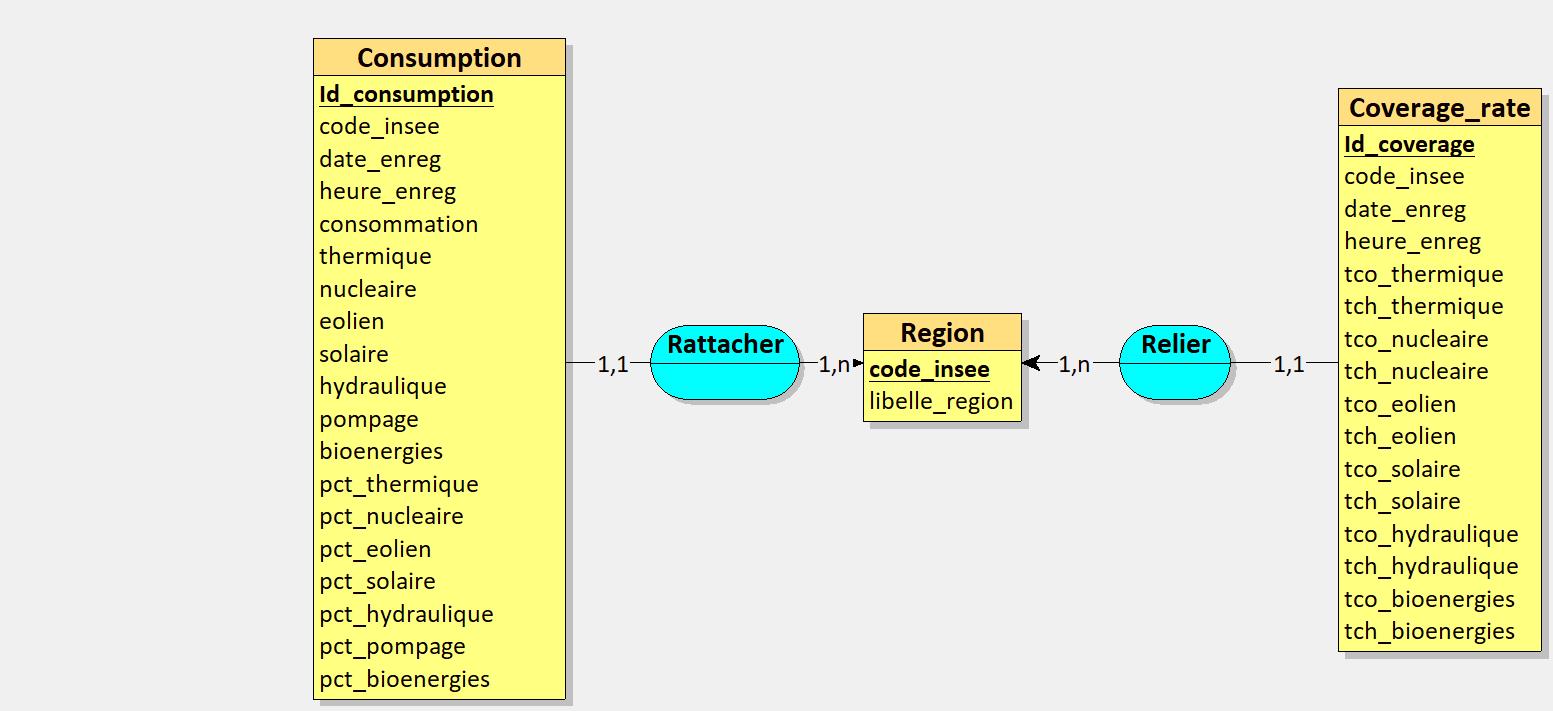 Consumption
Id_consumption
code_insee
date_enreg
heure_enreg
consommation
thermique
nucleaire
eolien
solaire
hydraulique
pompage
bioenergies
pct_thermique
pct_nucleaire
pct_eolien
pct_solaire
pct_hydraulique
pct_pompage
pct_bioenergies
1,1
Rattacher
1,n
Region
code_insee
libelle_region
1,n
Relier
1,1
Coverage_rate
Id_coverage
code_insee
date_enreg
heure_enreg
tco_thermique
tch_thermique
tco_nucleaire
tch_nucleaire
tco_eolien
tch_eolien
tco_solaire
tch_solaire
tco_hydraulique
tch_hydraulique
tco_bioenergies
tch_bioenergies